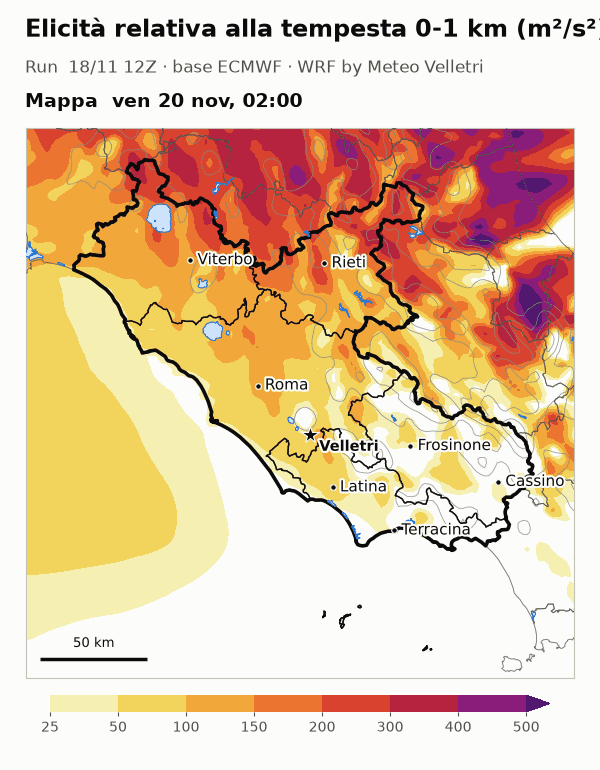 Elicità relativa alla tempesta 0-1 km (m²/s²)
Run  18/11 12Z · base ECMWF · WRF by Meteo Velletri
Mappa  ven 20 nov, 02:00
Viterbo
Rieti
Roma
Velletri
Frosinone
Cassino
Latina
Terracina
50 km
25 50 100 150 200 300 400 500